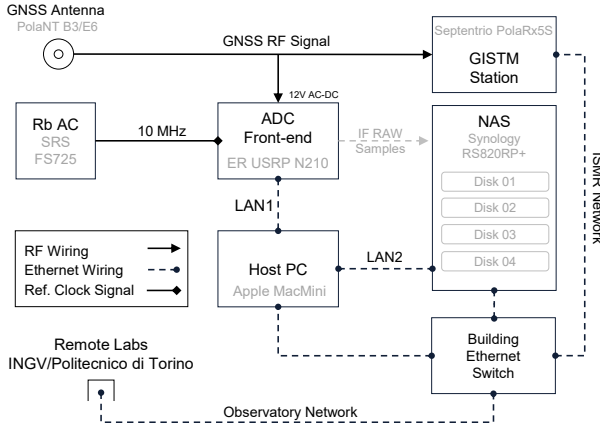 GNSS Antenna
PolaNT B3/E6
GNSS RF Signal
Septentrio PolaRx5S
GISTM
Station
12V AC-DC
Rb AC
SRS
FS725
10 MHz
ADC
Front-end
ER USRP N210
IF RAW
Samples
NAS
Synology
RS820RP+
Disk 01
Disk 02
Disk 03
Disk 04
ISMR Network
LAN1
RF Wiring
Ethernet Wiring
Ref. Clock Signal
Host PC
Apple MacMini
LAN2
Building
Ethernet
Switch
Remote Labs
INGV/Politecnico di Torino
Observatory Network